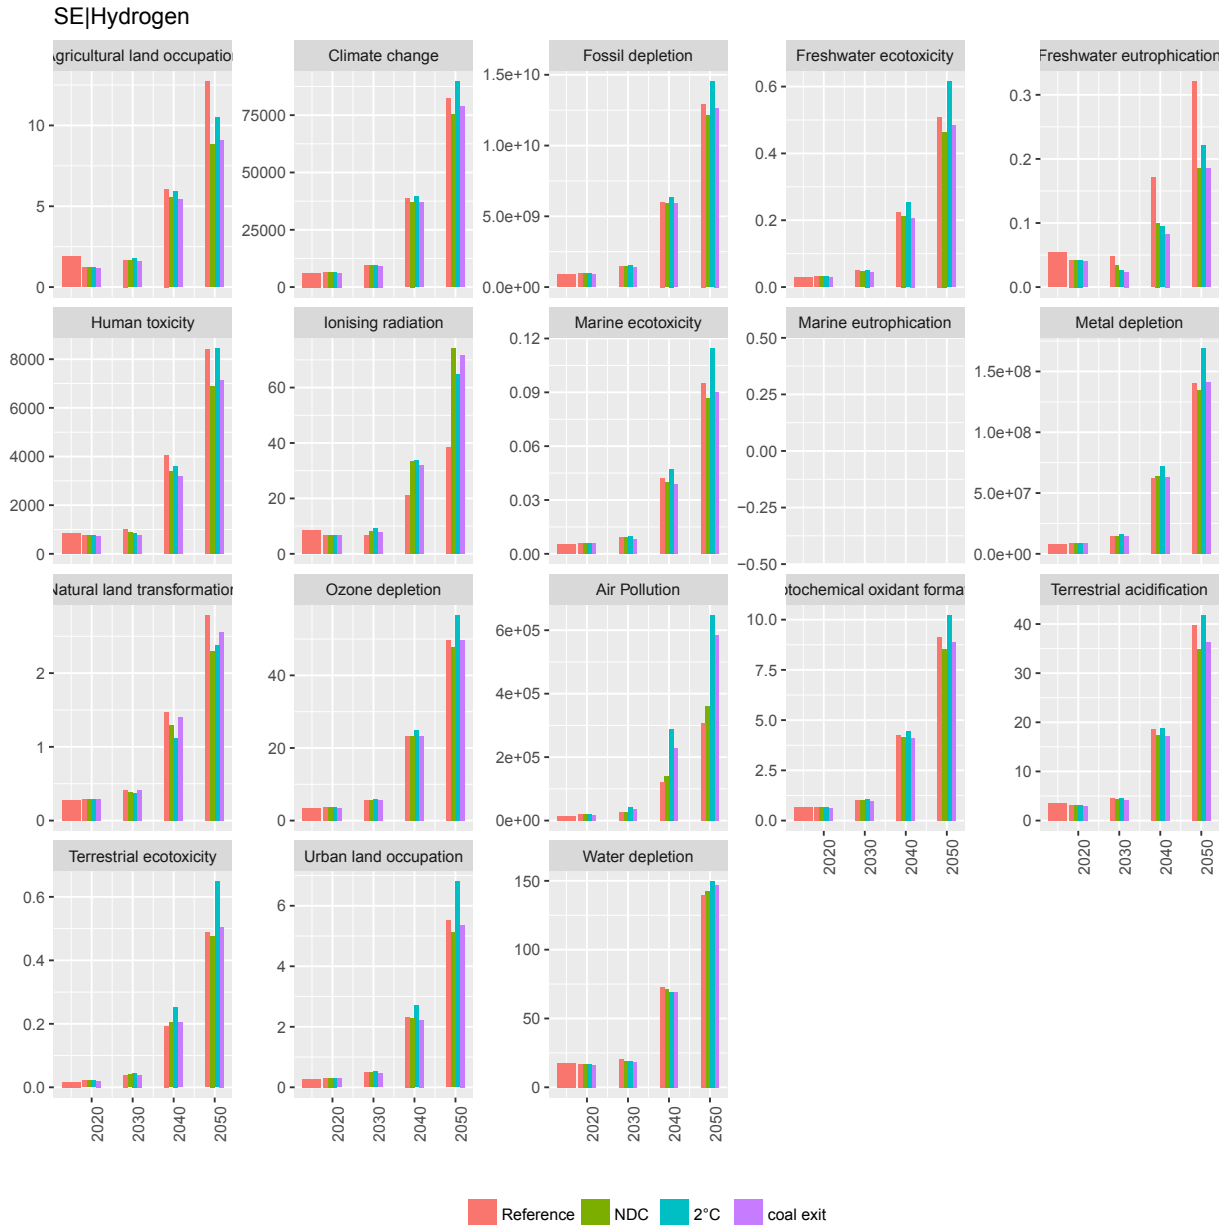 SE|Hydrogen
Agricultural land occupation
Climate change
Fossil depletion
Freshwater ecotoxicity
Freshwater eutrophication
10
5
0
75000
50000
25000
0
1.5e+10
1.0e+10
5.0e+09
0.0e+00
0.6
0.4
0.2
0.0
0.3
0.2
0.1
0.0
Human toxicity
Ionising radiation
Marine ecotoxicity
Marine eutrophication
Metal depletion
8000
6000
4000
2000
0
60
40
20
0
0.12
0.09
0.06
0.03
0.00
0.50
0.25
0.00
−0.25
−0.50
1.5e+08
1.0e+08
5.0e+07
0.0e+00
Natural land transformation
Ozone depletion
Air Pollution
otochemical oxidant format
Terrestrial acidification
2
1
0
40
20
0
6e+05
4e+05
2e+05
0e+00
10.0
7.5
5.0
2.5
0.0
40
30
20
10
0
2020
2030
2040
2050
2020
2030
2040
2050
Terrestrial ecotoxicity
Urban land occupation
Water depletion
0.6
0.4
0.2
0.0
6
4
2
0
150
100
50
0
2020
2030
2040
2050
2020
2030
2040
2050
2020
2030
2040
2050
Reference NDC 2°C coal exit